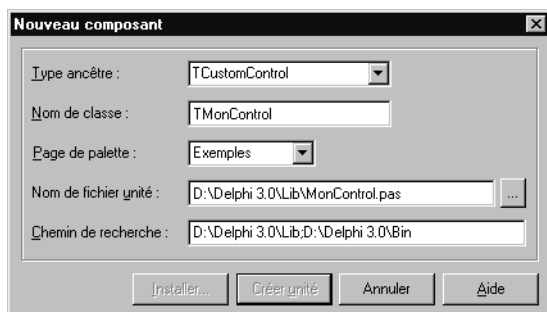 Nouveau composant
Type ancêtre : TCustomControl
Nom de classe : TMonControl
Page de palette : Exemples
Nom de fichier unité : D:\Delphi 3.0\Lib\MonControl.pas ...
Chemin de recherche : D:\Delphi 3.0\Lib;D:\Delphi 3.0\Bin
Installer... Créer unité Annuler Aide